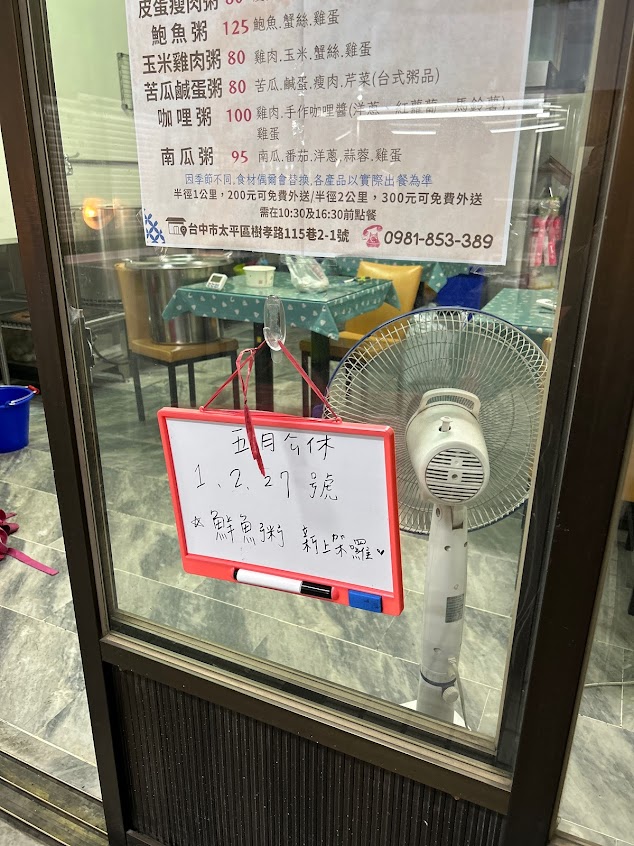 皮蛋瘦肉粥
鮑魚粥 125 鮑魚.蟹絲.雞蛋
玉米雞肉粥 80 雞肉.玉米.蟹絲.雞蛋
苦瓜鹹蛋粥 80 苦瓜.鹹蛋.瘦肉.芹菜(台式粥品)
咖哩粥 100 雞肉.手作咖哩醬(洋蔥、紅蘿蔔、馬鈴薯).
雞蛋
南瓜粥 95 南瓜.番茄.洋蔥.蒜蓉.雞蛋
因季節不同.食材偶爾會替換.各產品以實際出餐為準
半徑1公里，200元可免費外送/半徑2公里，300元可免費外送
需在10:30及16:30前點餐
台中市太平區樹孝路115巷2-1號 0981-853-389
五月公休
1、2、27號
☆鮮魚粥 新上架囉♥